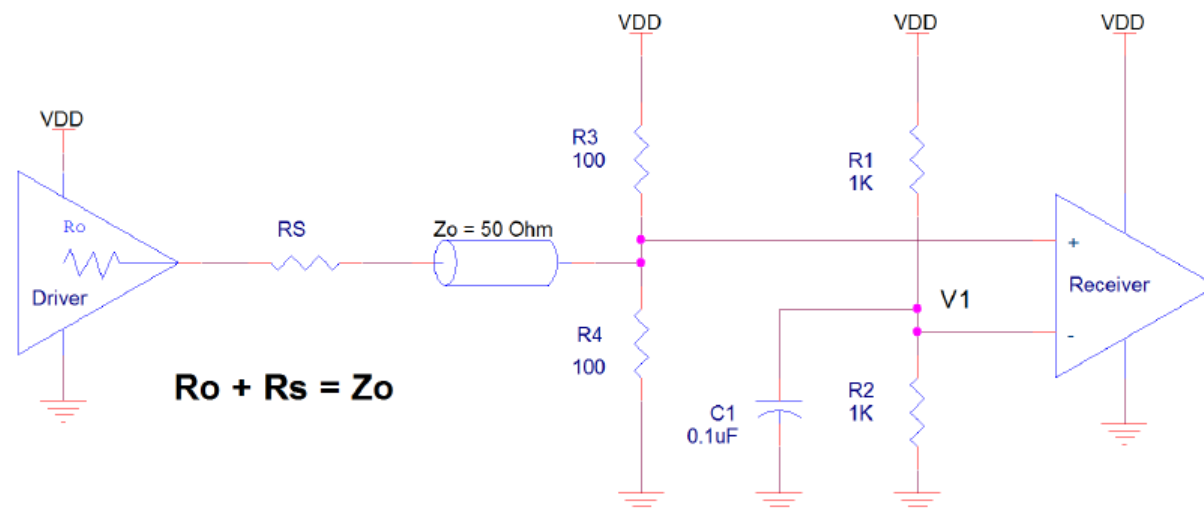 VDD
VDD
VDD
VDD
R3
100
R1
1K
Ro
RS
Zo = 50 Ohm
+
Driver
Receiver
V1
-
R4
100
Ro + Rs = Zo
R2
1K
C1
0.1uF